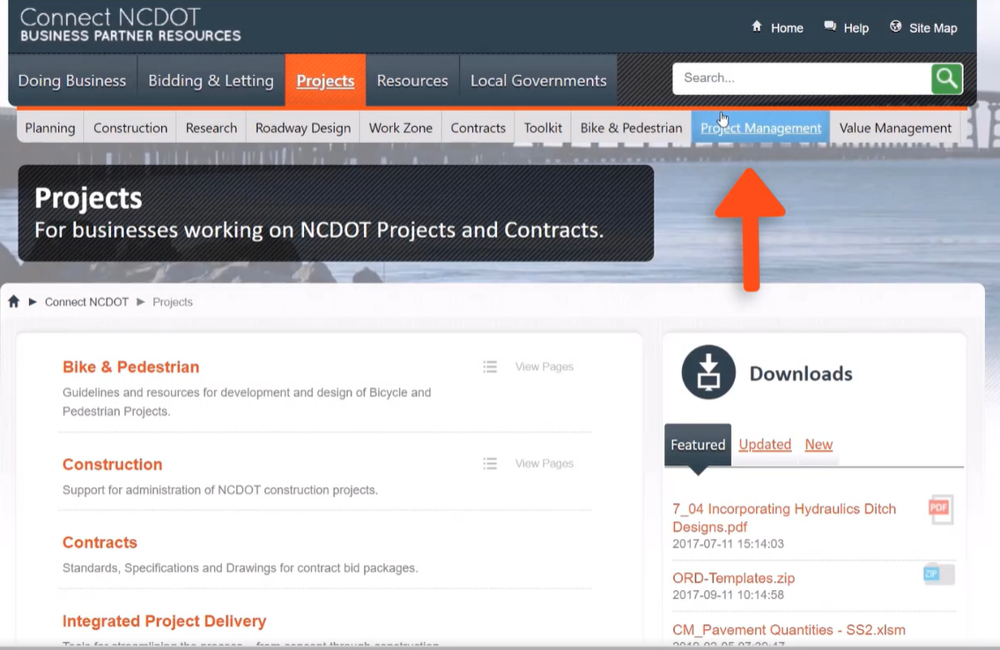 Connect NCDOT
BUSINESS PARTNER RESOURCES
Home Help Site Map
Doing Business Bidding & Letting Projects Resources Local Governments Search...
Planning Construction Research Roadway Design Work Zone Contracts Toolkit Bike & Pedestrian Project Management Value Management
Projects
For businesses working on NCDOT Projects and Contracts.
Connect NCDOT Projects
Bike & Pedestrian View Pages
Guidelines and resources for development and design of Bicycle and
Pedestrian Projects.
Construction View Pages
Support for administration of NCDOT construction projects.
Contracts
Standards, Specifications and Drawings for contract bid packages.
Integrated Project Delivery
Downloads
Featured Updated New
7_04 Incorporating Hydraulics Ditch
Designs.pdf
PDF
2017-07-11 15:14:03
ORD-Templates.zip
ZIP
2017-09-11 10:14:58
CM_Pavement Quantities - SS2.xlsm